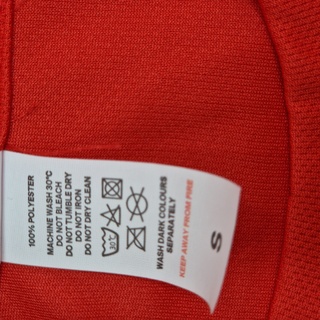 100% POLYESTER
MACHINE WASH 30°C
DO NOT BLEACH
DO NOT TUMBLE DRY
DO NOT IRON
DO NOT DRY CLEAN
30°C
WASH DARK COLOURS
SEPARATELY
KEEP AWAY FROM FIRE
S